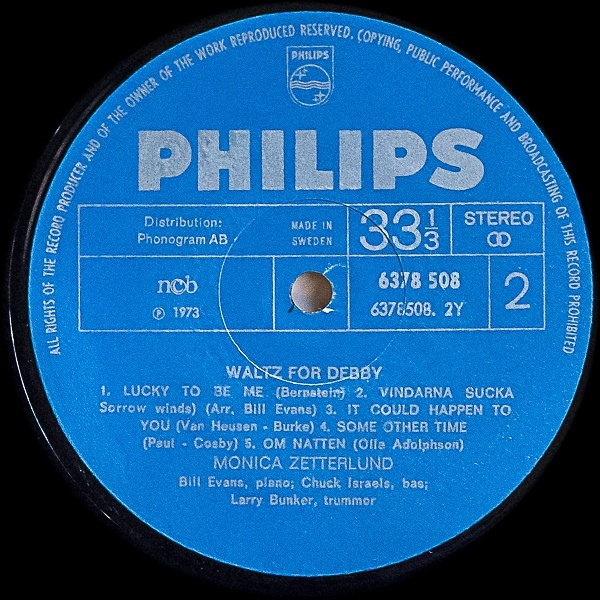 ALL RIGHTS OF THE RECORD PRODUCER AND OF THE OWNER OF THE WORK REPRODUCED RESERVED. COPYING, PUBLIC PERFORMANCE AND BROADCASTING OF THIS RECORD PROHIBITED
PHILIPS
PHILIPS
Distribution:
Phonogram AB
MADE IN
SWEDEN
33 1/3
STEREO
ncb
Ⓟ 1973
6378 508
6378508. 2Y
2
WALTZ FOR DEBBY
1. LUCKY TO BE ME (Bernstein) 2. VINDARNA SUCKA
Sorrow winds) (Arr. Bill Evans) 3. IT COULD HAPPEN TO
YOU (Van Heusen - Burke) 4. SOME OTHER TIME
(Paul - Cosby) 5. OM NATTEN (Olle Adolphson)
MONICA ZETTERLUND
Bill Evans, piano; Chuck Israels, bas;
Larry Bunker, trummor